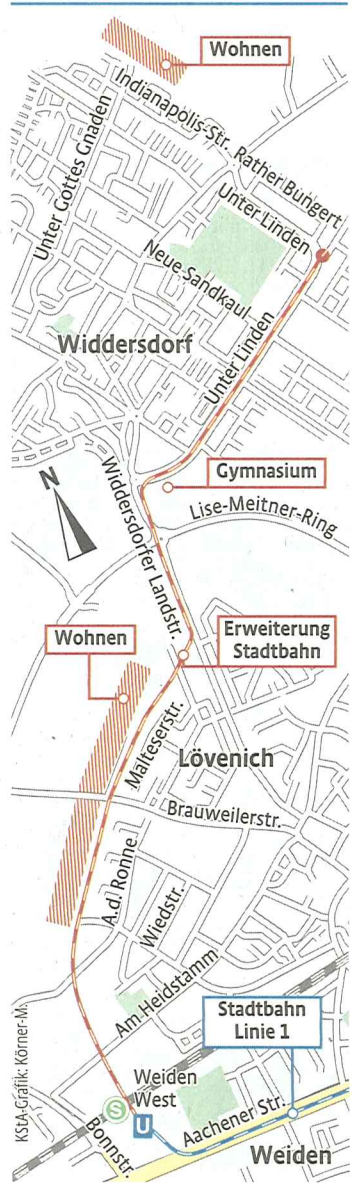 Wohnen
Indianapolis-Str.
Rather Bungert
Unter Gottes Gnaden
Unter Linden
Neue Sandkaul
Widdersdorf
Unter Linden
N
Gymnasium
Lise-Meitner-Ring
Widdersdorfer Landstr.
Wohnen
Erweiterung
Stadtbahn
Malteserstr.
Lövenich
Brauweilerstr.
A.d. Ronne
Wiedstr.
Am Heidstamm
Stadtbahn
Linie 1
Weiden
West
S
U
Aachener Str.
Bonnstr.
Weiden
KStA-Grafik: Körner-M.